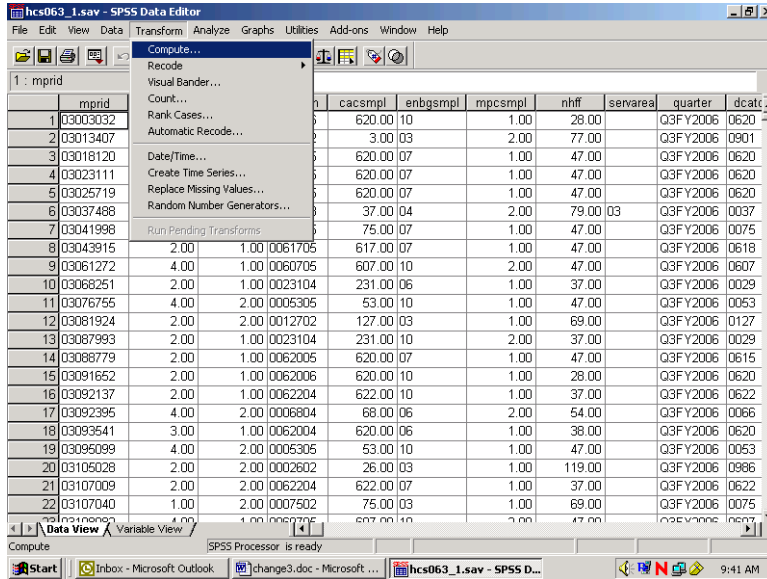 hcs063_1.sav - SPSS Data Editor
File Edit View Data Transform Analyze Graphs Utilities Add-ons Window Help
1 : mprid
Compute...
Recode
Visual Bander...
Count...
Rank Cases...
Automatic Recode...
Date/Time...
Create Time Series...
Replace Missing Values...
Random Number Generators...
Run Pending Transforms
mprid cacsmpl enbgsmpl mpcsmpl nhff servarea quarter dcatc
1 03003032 620.00 10 1.00 28.00 Q3FY2006 0620
2 03013407 3.00 03 2.00 77.00 Q3FY2006 0901
3 03018120 620.00 07 1.00 47.00 Q3FY2006 0620
4 03023111 620.00 07 1.00 47.00 Q3FY2006 0620
5 03025719 620.00 07 1.00 47.00 Q3FY2006 0620
6 03037488 37.00 04 2.00 79.00 03 Q3FY2006 0037
7 03041998 75.00 07 1.00 47.00 Q3FY2006 0075
8 03043915 2.00 1.00 0061705 617.00 07 1.00 47.00 Q3FY2006 0618
9 03061272 4.00 1.00 0060705 607.00 10 2.00 47.00 Q3FY2006 0607
10 03068251 2.00 1.00 0023104 231.00 06 1.00 37.00 Q3FY2006 0029
11 03076755 4.00 2.00 0005305 53.00 10 1.00 47.00 Q3FY2006 0053
12 03081924 2.00 2.00 0012702 127.00 03 1.00 69.00 Q3FY2006 0127
13 03087993 2.00 1.00 0023104 231.00 10 2.00 37.00 Q3FY2006 0029
14 03088779 2.00 1.00 0062005 620.00 07 1.00 47.00 Q3FY2006 0615
15 03091652 2.00 1.00 0062006 620.00 10 1.00 28.00 Q3FY2006 0620
16 03092137 2.00 1.00 0062204 622.00 10 1.00 37.00 Q3FY2006 0622
17 03092395 4.00 2.00 0006804 68.00 06 2.00 54.00 Q3FY2006 0066
18 03093541 3.00 1.00 0062004 620.00 06 1.00 38.00 Q3FY2006 0620
19 03095099 4.00 2.00 0005305 53.00 10 1.00 47.00 Q3FY2006 0053
20 03105028 2.00 2.00 0002602 26.00 03 1.00 119.00 Q3FY2006 0986
21 03107009 2.00 1.00 0062204 622.00 07 1.00 37.00 Q3FY2006 0622
22 03107040 1.00 2.00 0007502 75.00 03 1.00 69.00 Q3FY2006 0075
Data View Variable View
Compute SPSS Processor is ready
Start Inbox - Microsoft Outlook change3.doc - Microsoft ... hcs063_1.sav - SPSS D... 9:41 AM